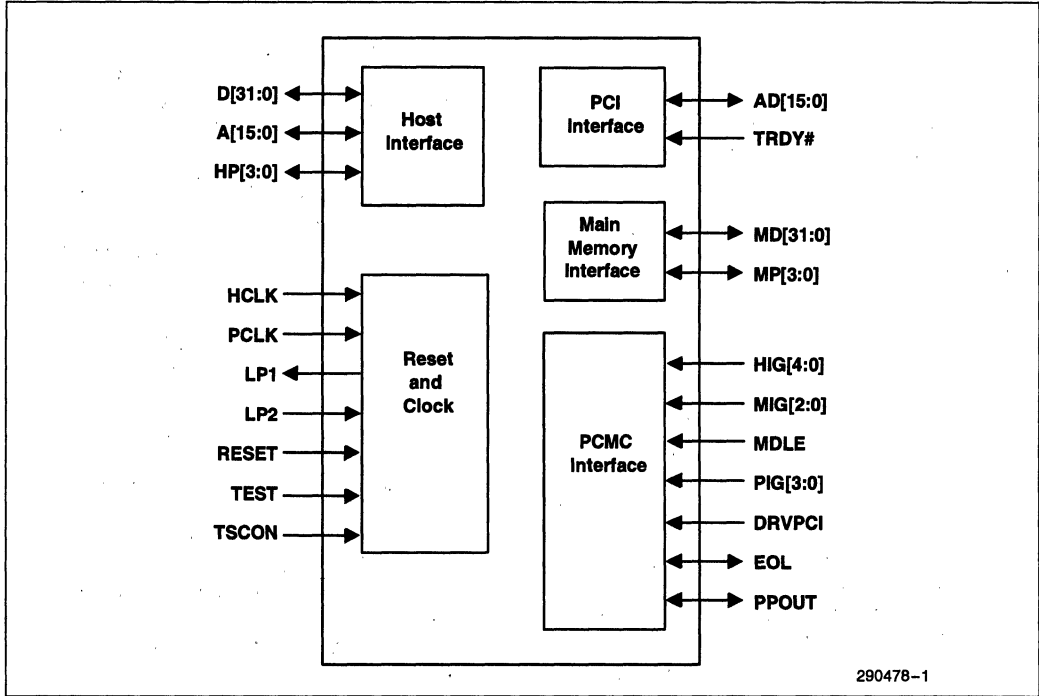 D[31:0]
A[15:0]
HP[3:0]
Host
Interface
PCI
Interface
AD[15:0]
TRDY#
Main
Memory
Interface
MD[31:0]
MP[3:0]
HCLK
PCLK
LP1
LP2
RESET
TEST
TSCON
Reset
and
Clock
PCMC
Interface
HIG[4:0]
MIG[2:0]
MDLE
PIG[3:0]
DRVPCI
EOL
PPOUT
290478-1